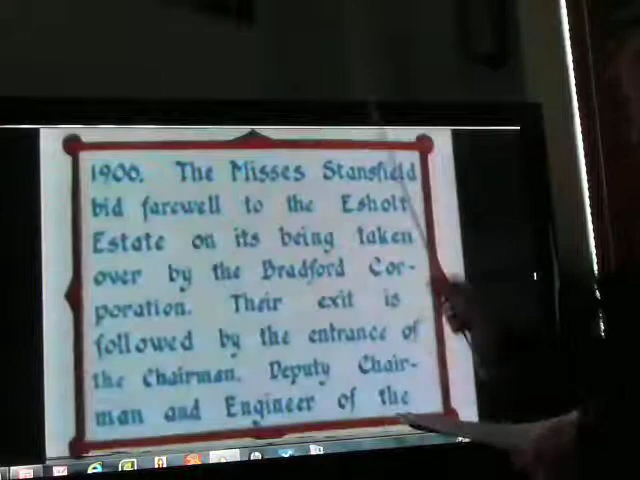 1906. The Misses Stansfield
bid farewell to the Esholt
Estate on its being taken
over by the Bradford Cor-
poration. Their exit is
followed by the entrance of
the Chairman, Deputy Chair-
man and Engineer of the